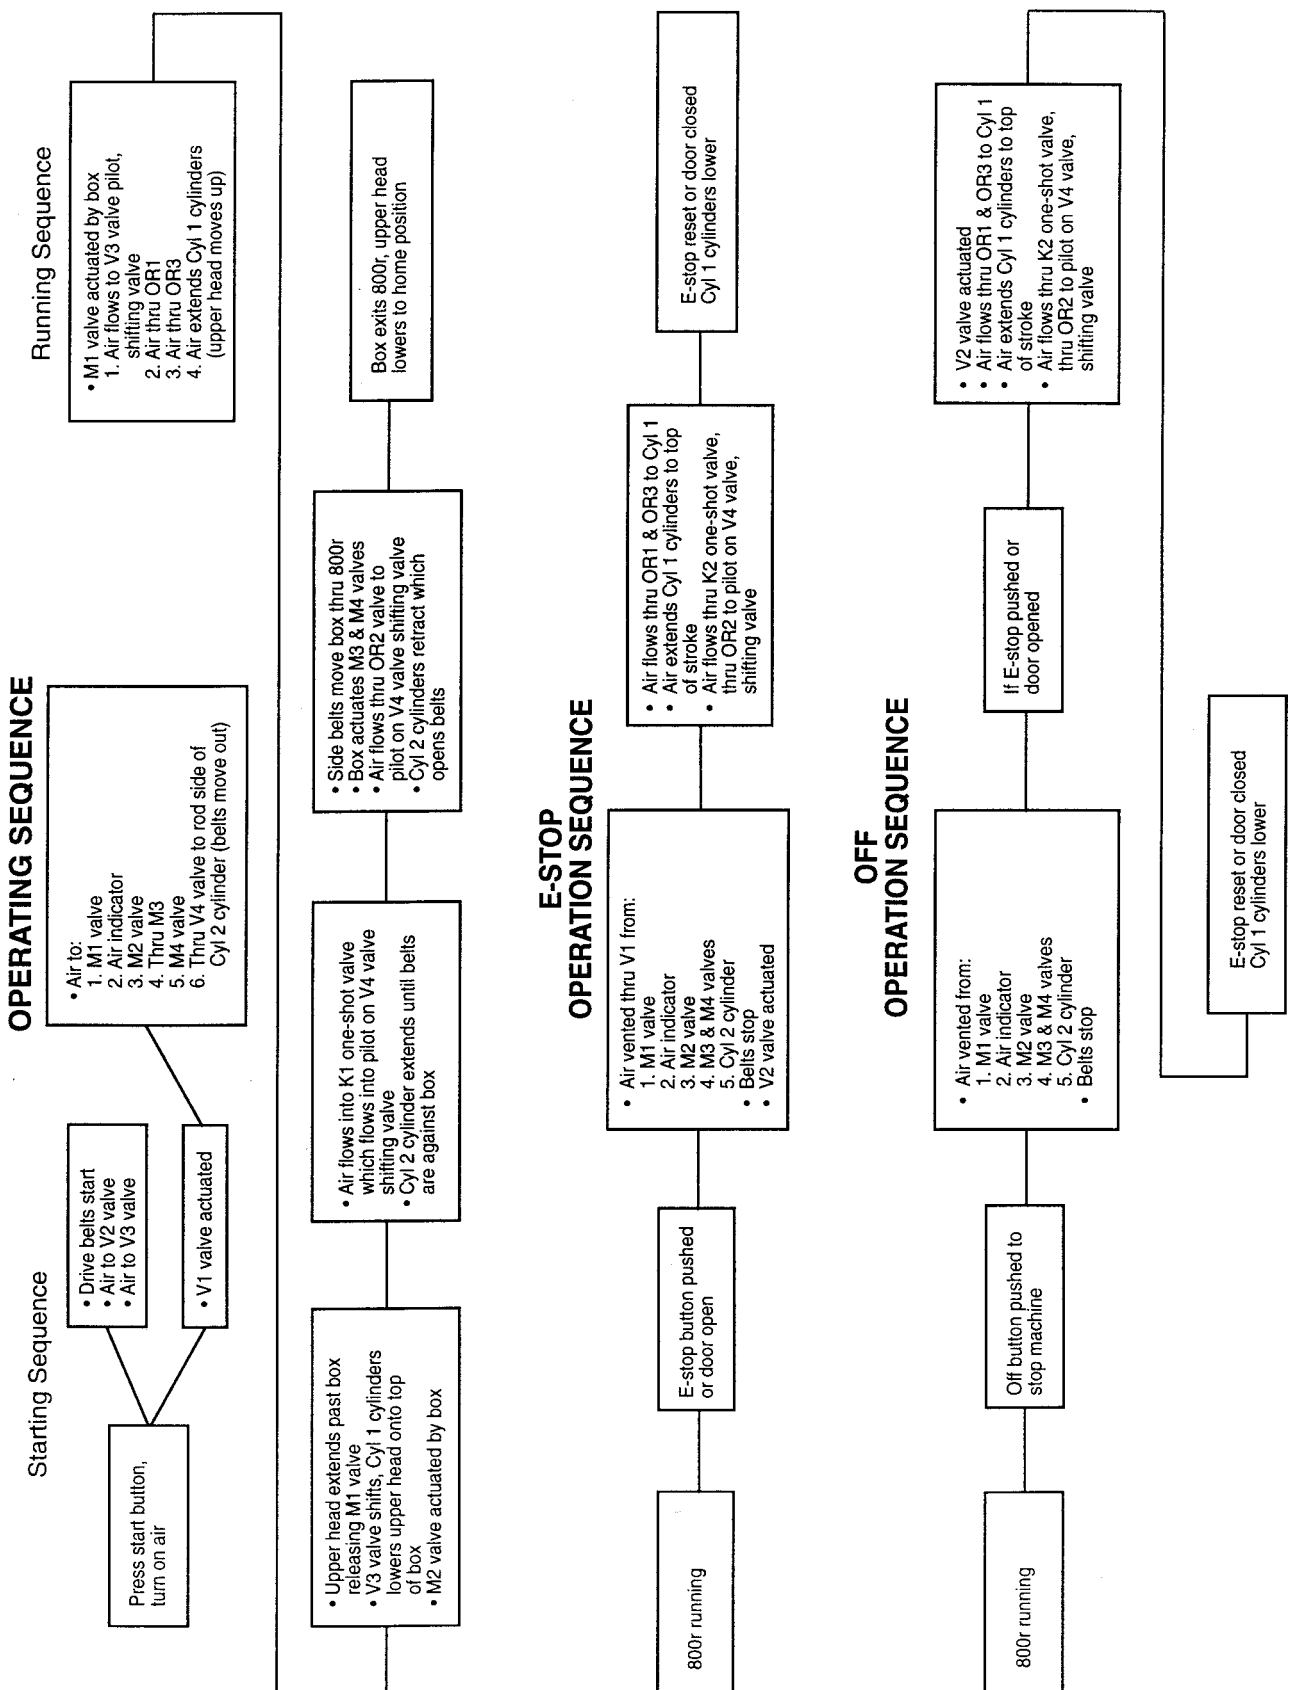 OPERATING SEQUENCE
Starting Sequence
Running Sequence
Press start button,
turn on air
• Drive belts start
• Air to V2 valve
• Air to V3 valve
• V1 valve actuated
• Air to:
1. M1 valve
2. Air indicator
3. M2 valve
4. Thru M3
5. M4 valve
6. Thru V4 valve to rod side of
Cyl 2 cylinder (belts move out)
• M1 valve actuated by box
1. Air flows to V3 valve pilot,
shifting valve
2. Air thru OR1
3. Air thru OR3
4. Air extends Cyl 1 cylinders
(upper head moves up)
• Upper head extends past box
releasing M1 valve
• V3 valve shifts, Cyl 1 cylinders
lowers upper head onto top
of box
• M2 valve actuated by box
• Air flows into K1 one-shot valve
which flows into pilot on V4 valve
shifting valve
• Cyl 2 cylinder extends until belts
are against box
• Side belts move box thru 800r
• Box actuates M3 & M4 valves
• Air flows thru OR2 valve to
pilot on V4 valve shifting valve
• Cyl 2 cylinders retract which
opens belts
Box exits 800r, upper head
lowers to home position
E-STOP
OPERATION SEQUENCE
800r running
E-stop button pushed
or door open
• Air vented thru V1 from:
1. M1 valve
2. Air indicator
3. M2 valve
4. M3 & M4 valves
5. Cyl 2 cylinder
• Belts stop
• V2 valve actuated
• Air flows thru OR1 & OR3 to Cyl 1
• Air extends Cyl 1 cylinders to top
of stroke
• Air flows thru K2 one-shot valve,
thru OR2 to pilot on V4 valve,
shifting valve
E-stop reset or door closed
Cyl 1 cylinders lower
OFF
OPERATION SEQUENCE
800r running
Off button pushed to
stop machine
• Air vented from:
1. M1 valve
2. Air indicator
3. M2 valve
4. M3 & M4 valves
5. Cyl 2 cylinder
• Belts stop
If E-stop pushed or
door opened
• V2 valve actuated
• Air flows thru OR1 & OR3 to Cyl 1
• Air extends Cyl 1 cylinders to top
of stroke
• Air flows thru K2 one-shot valve,
thru OR2 to pilot on V4 valve,
shifting valve
E-stop reset or door closed
Cyl 1 cylinders lower